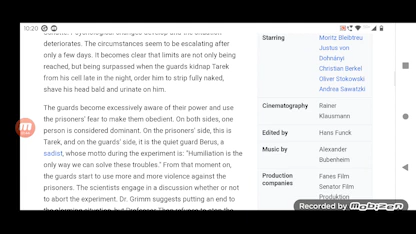 10:20
deteriorates. The circumstances seem to be escalating after
only a few days. It becomes clear that limits are not only being
reached, but being surpassed when the guards kidnap Tarek
from his cell late in the night, order him to strip fully naked,
shave his head bald and urinate on him.
The guards become excessively aware of their power and use
the prisoners' fear to make them obedient. On both sides, one
person is considered dominant. On the prisoners' side, this is
Tarek, and on the guards' side, it is the quiet guard Berus, a
sadist, whose motto during the experiment is: "Humiliation is the
only way we can solve these troubles." From that moment on,
the guards start to use more and more violence against the
prisoners. The scientists engage in a discussion whether or not
to abort the experiment. Dr. Grimm suggests putting an end to
Starring
Moritz Bleibtreu
Justus von
Dohnányi
Christian Berkel
Oliver Stokowski
Andrea Sawatzki
Cinematography
Rainer
Klausmann
Edited by
Hans Funck
Music by
Alexander
Bubenheim
Production
companies
Fanes Film
Senator Film
Produktion
Recorded by Mobizen